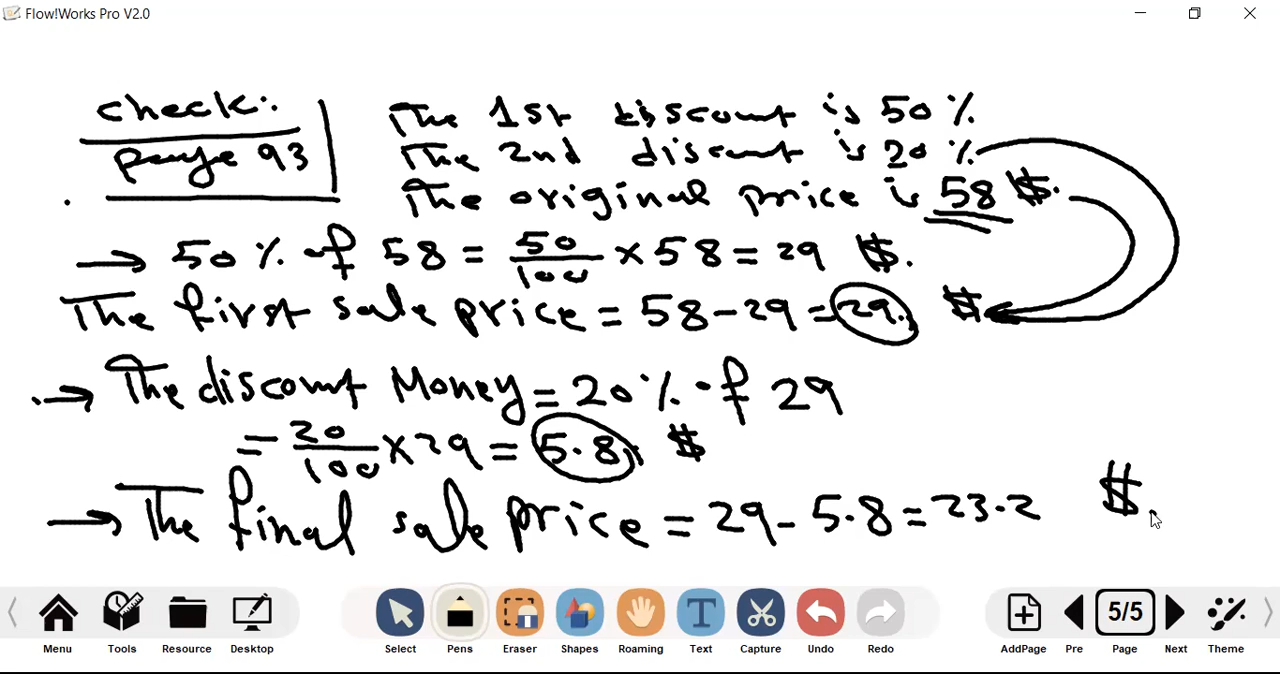 Flow!Works Pro V2.0
check:
page 93
The 1st discount is 50 %
The 2nd discount is 20 %
The original price is 58 $.
→ 50 % of 58 = 50/100 × 58 = 29 $.
The first sale price = 58 - 29 = 29. $
→ The discount Money = 20 % of 29
= 20/100 × 29 = 5.8 $
→ The final sale price = 29 - 5.8 = 23.2 $
Menu Tools Resource Desktop Select Pens Eraser Shapes Roaming Text Capture Undo Redo AddPage Pre 5/5 Page Next Theme